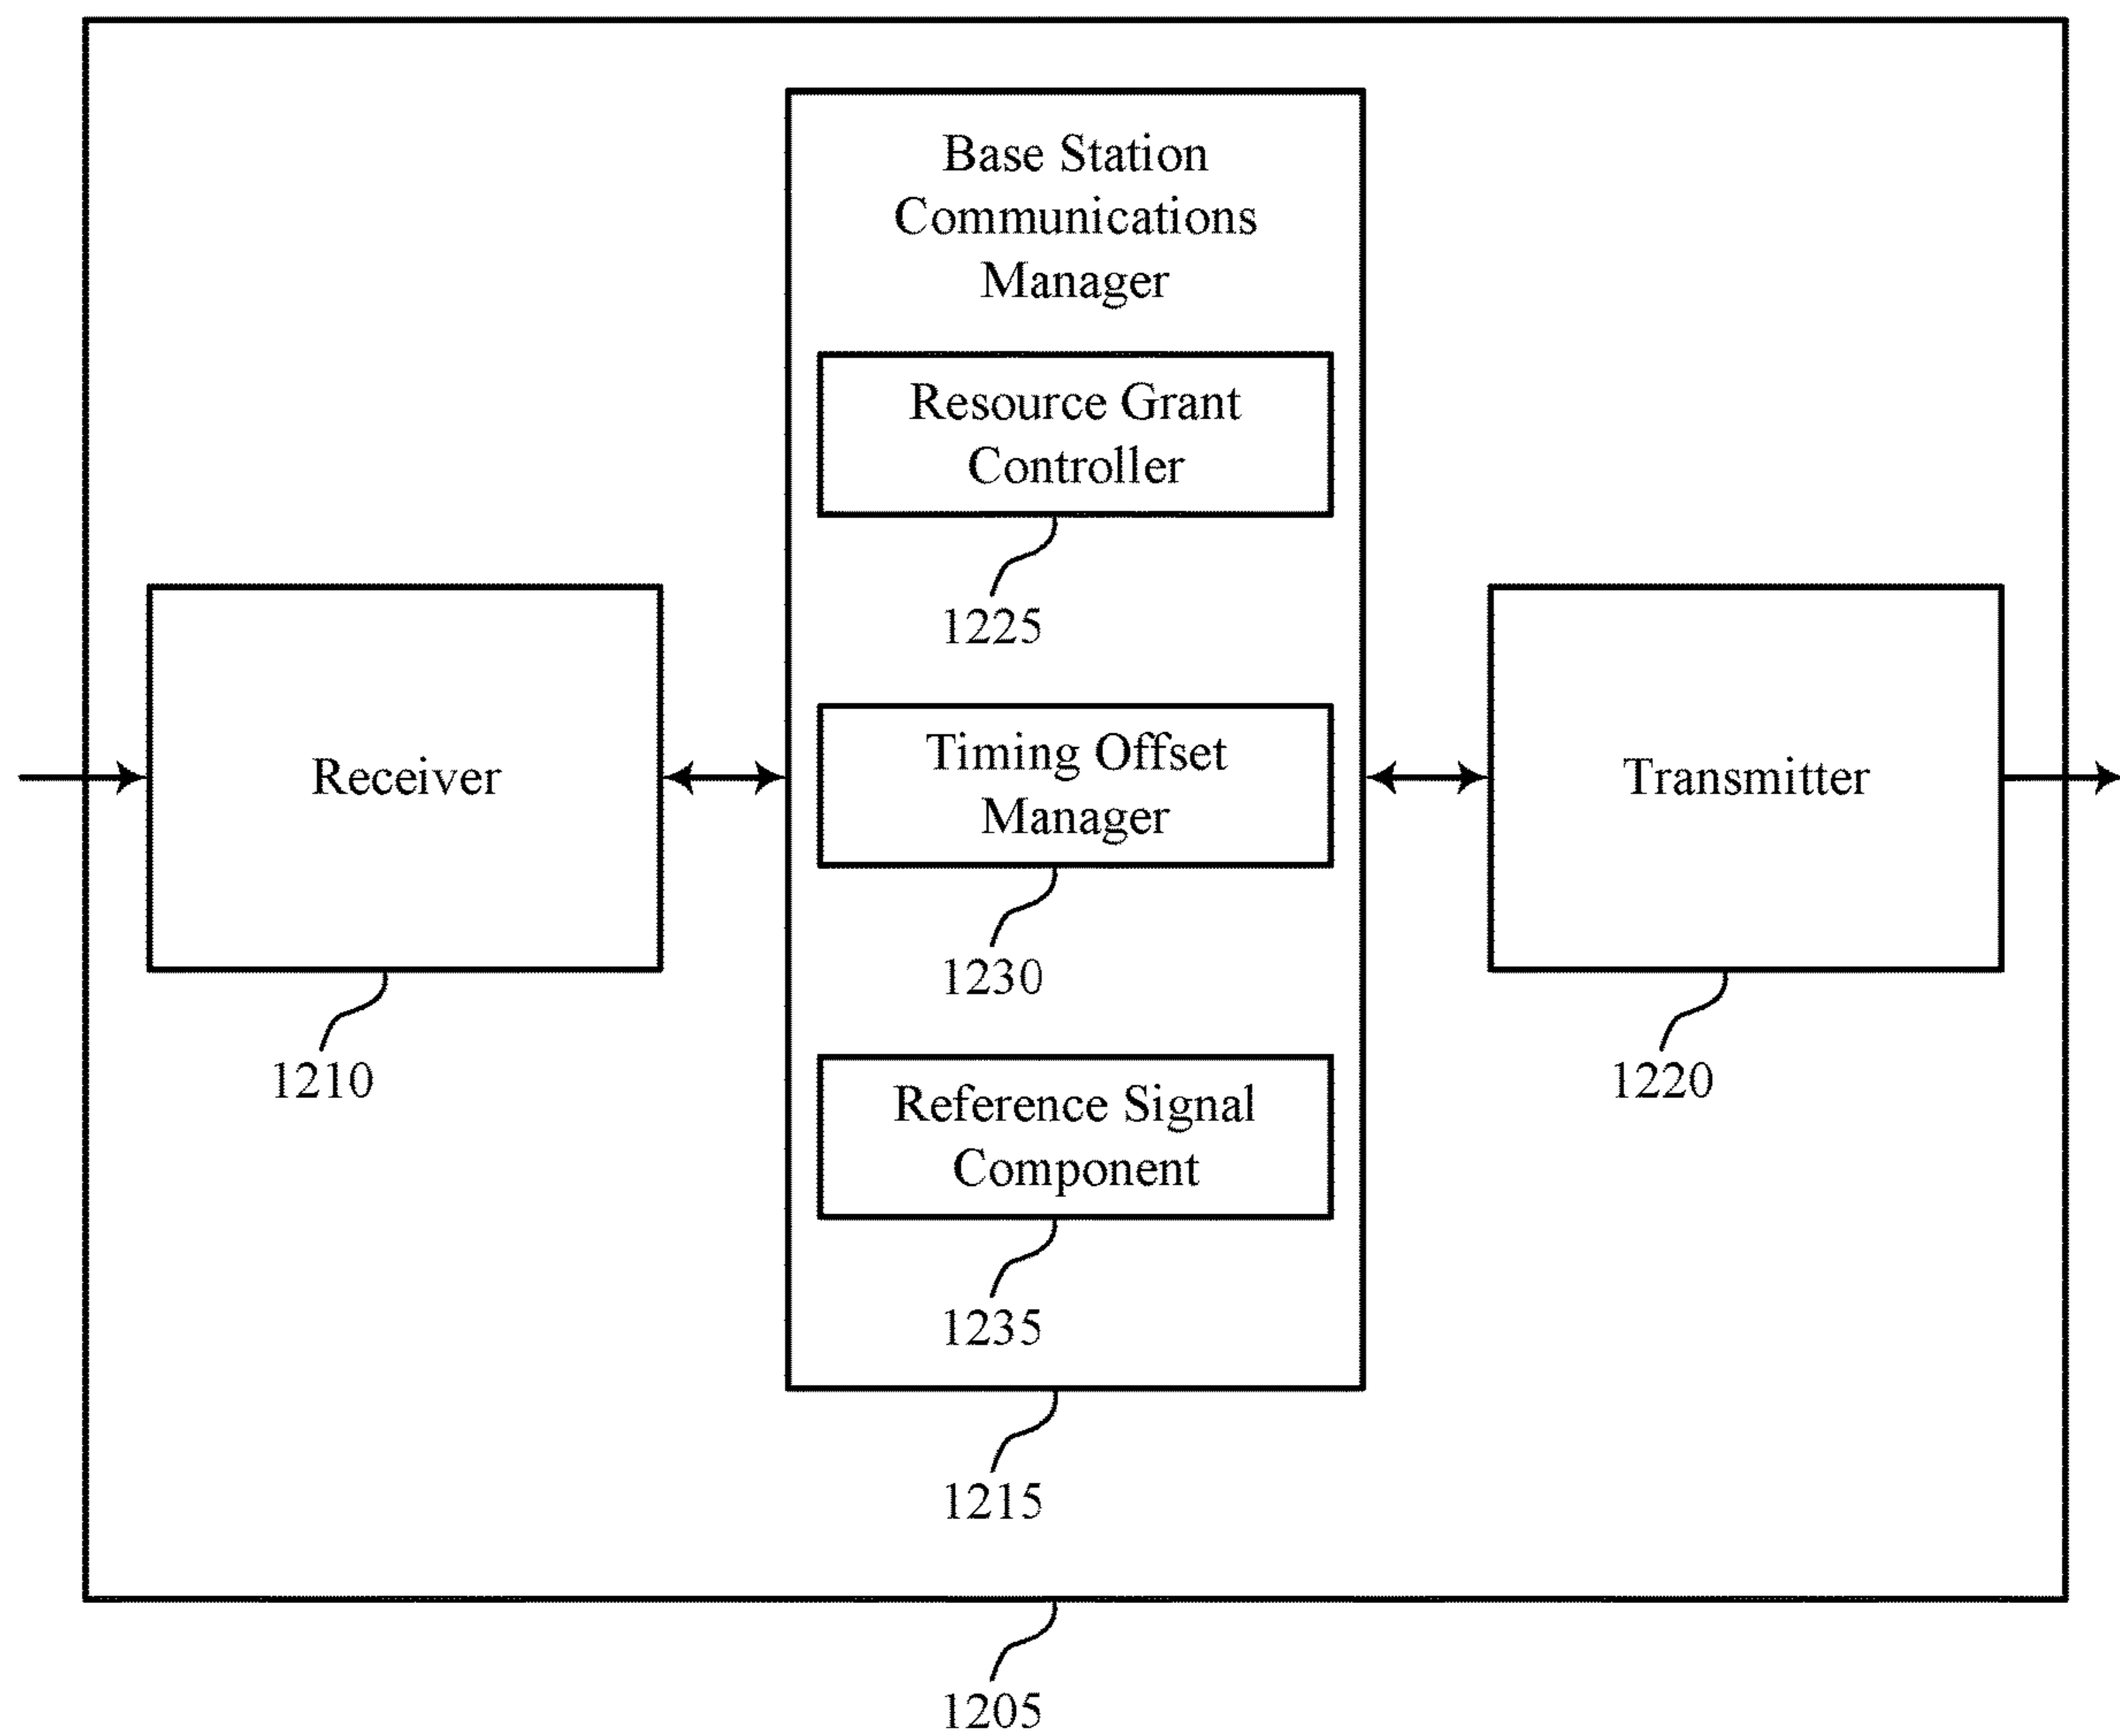 Base Station
Communications
Manager
Resource Grant
Controller
1225
Receiver
1210
Timing Offset
Manager
1230
Transmitter
1220
Reference Signal
Component
1235
1215
1205